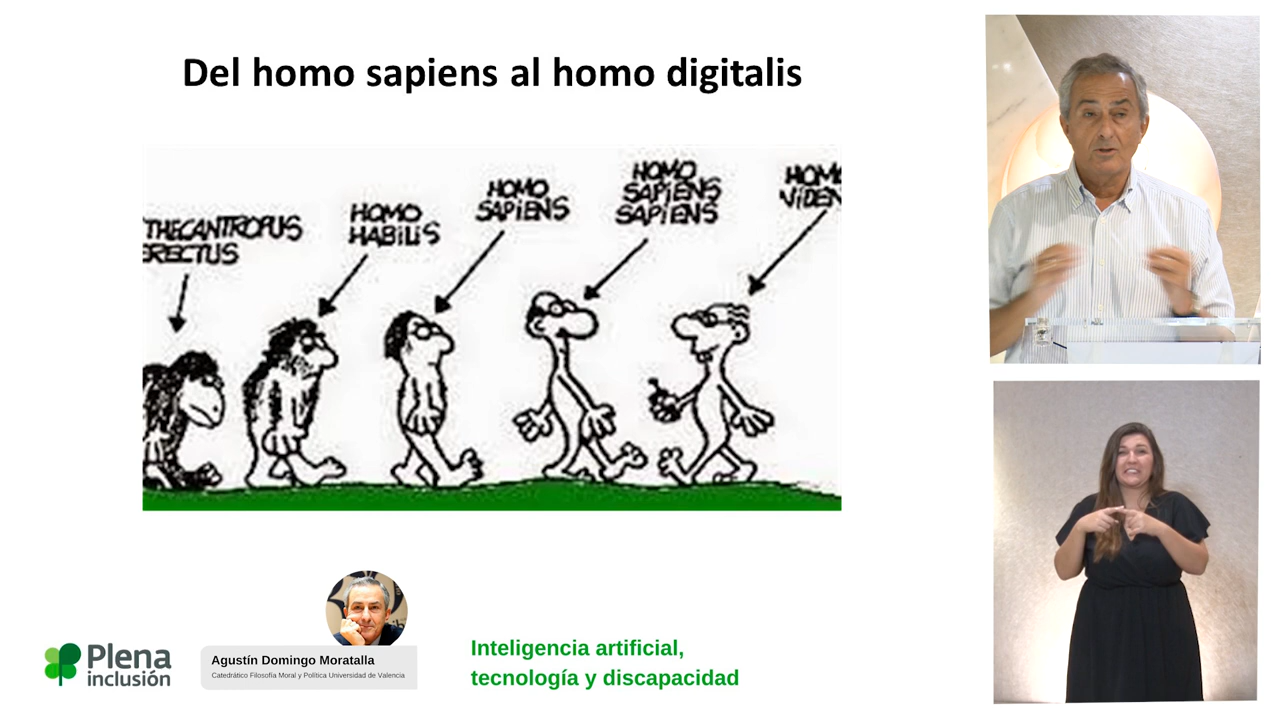 Del homo sapiens al homo digitalis
THECANTROPUS
ERECTUS
HOMO
HABILIS
HOMO
SAPIENS
HOMO
SAPIENS
SAPIENS
HOM
VIDEN
Plena
inclusión
Agustín Domingo Moratalla
Catedrático Filosofía Moral y Política Universidad de Valencia
Inteligencia artificial,
tecnología y discapacidad